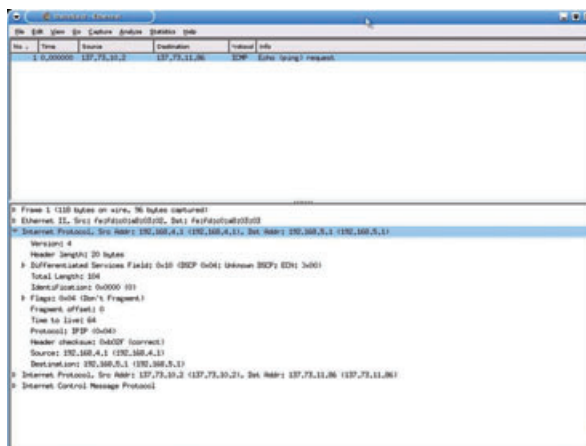 File Edit View Go Capture Analyze Statistics Help
No. . Time Source Destination Protocol Info
1 0.000000 137.73.10.2 137.73.11.86 ICMP Echo (ping) request
Frame 1 (118 bytes on wire, 96 bytes captured)
Ethernet II, Src: Dst:
Internet Protocol, Src Addr: 192.168.4.1 (192.168.4.1), Dst Addr: 192.168.5.1 (192.168.5.1)
Version: 4
Header length: 20 bytes
Differentiated Services Field: 0x10 (DSCP 0x04: Unknown DSCP; ECN: 0x00)
Total Length: 104
Identification: 0x0000 (0)
Flags: 0x04 (Don't Fragment)
Fragment offset: 0
Time to live: 64
Protocol: IPIP (0x04)
Header checksum: (correct)
Source: 192.168.4.1 (192.168.4.1)
Destination: 192.168.5.1 (192.168.5.1)
Internet Protocol, Src Addr: 137.73.10.2 (137.73.10.2), Dst Addr: 137.73.11.86 (137.73.11.86)
Internet Control Message Protocol